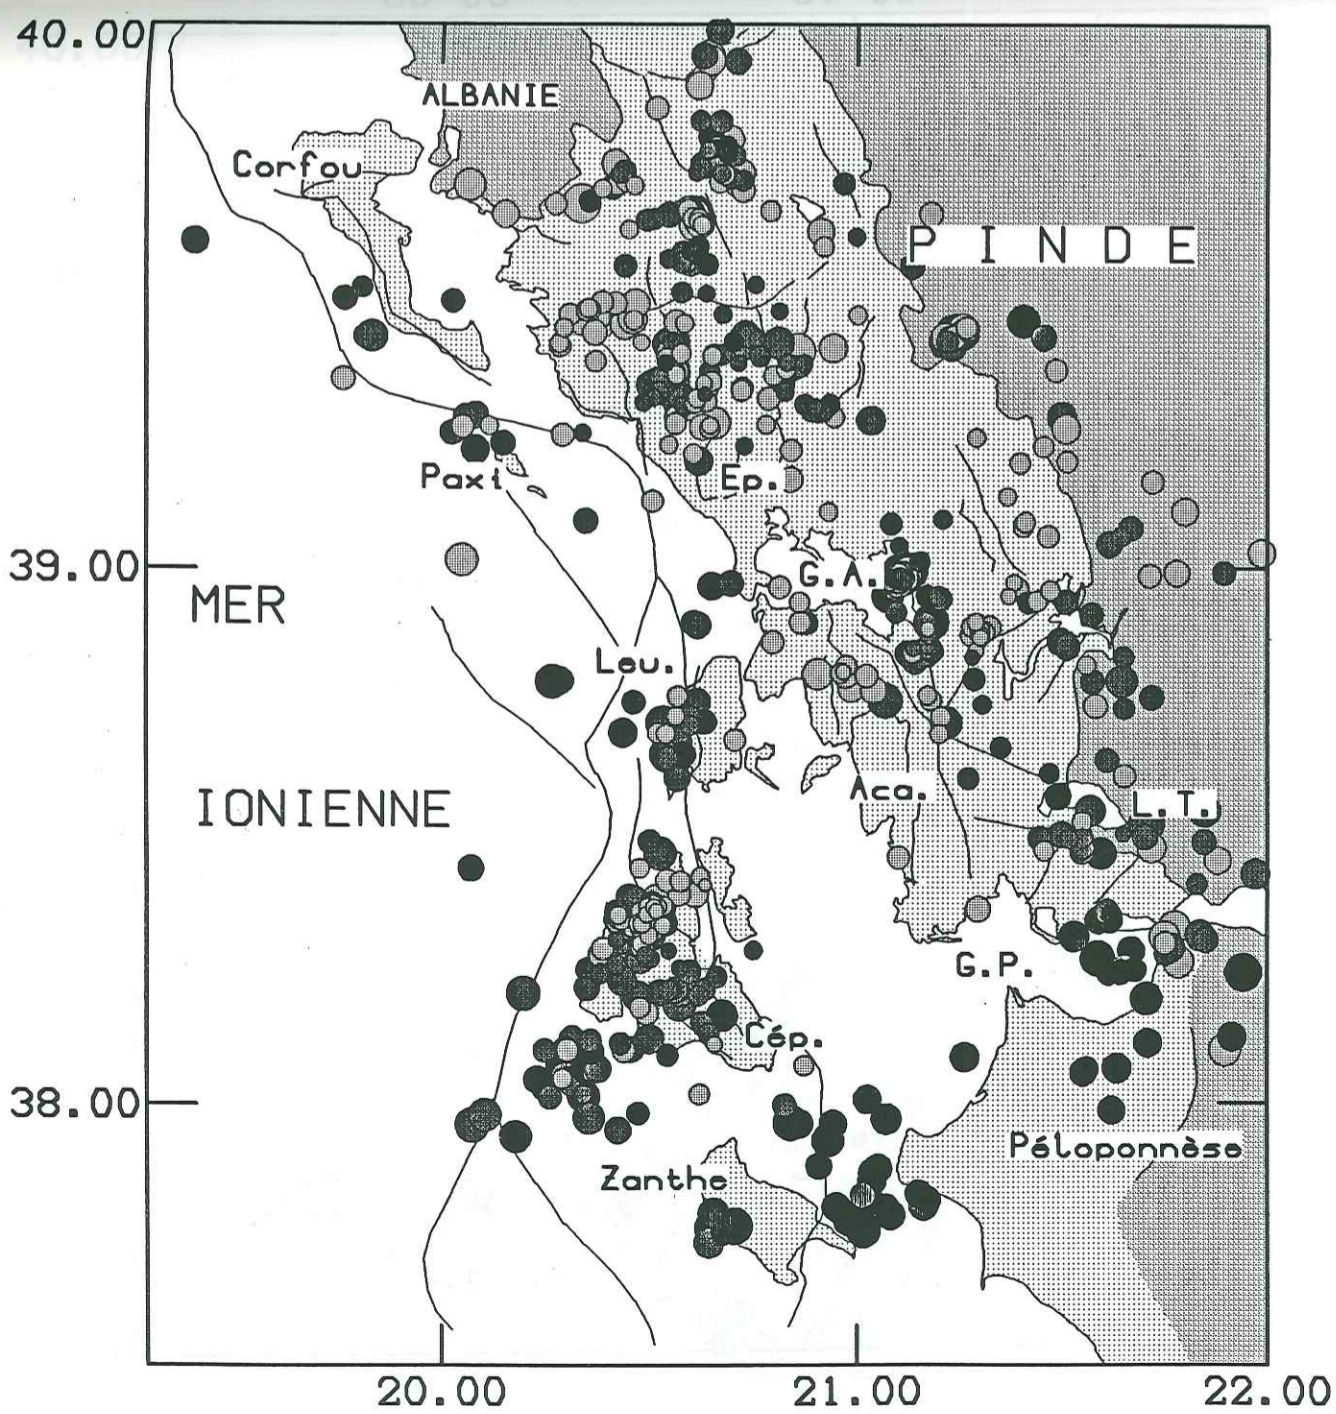 40.00
ALBANIE
Corfou
PINDE
Paxi
Ep.
39.00
G.A.
MER
Leu.
IONIENNE
Aca.
L.T.
G.P.
Cép.
38.00
Péloponnèse
Zanthe
20.00
21.00
22.00